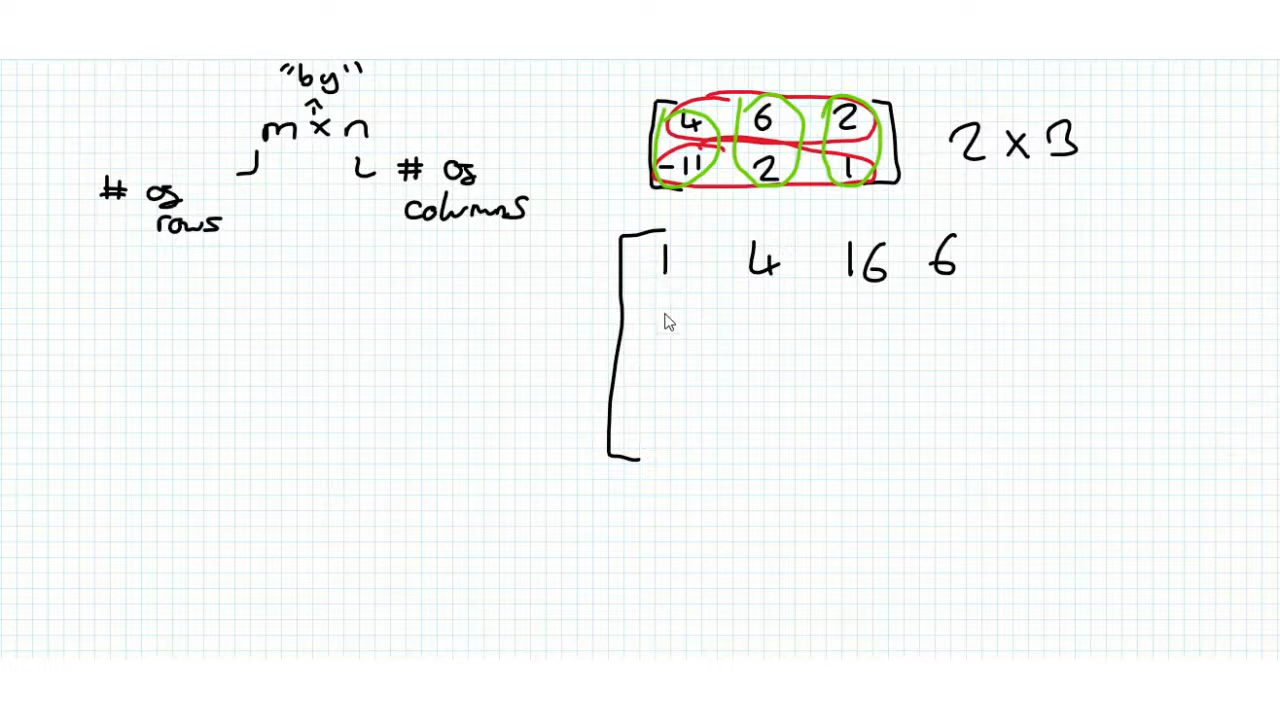 "by"
m x n
# of rows
# of columns
[4 6 2
-11 2 1] 2 x 3
[1 4 16 6